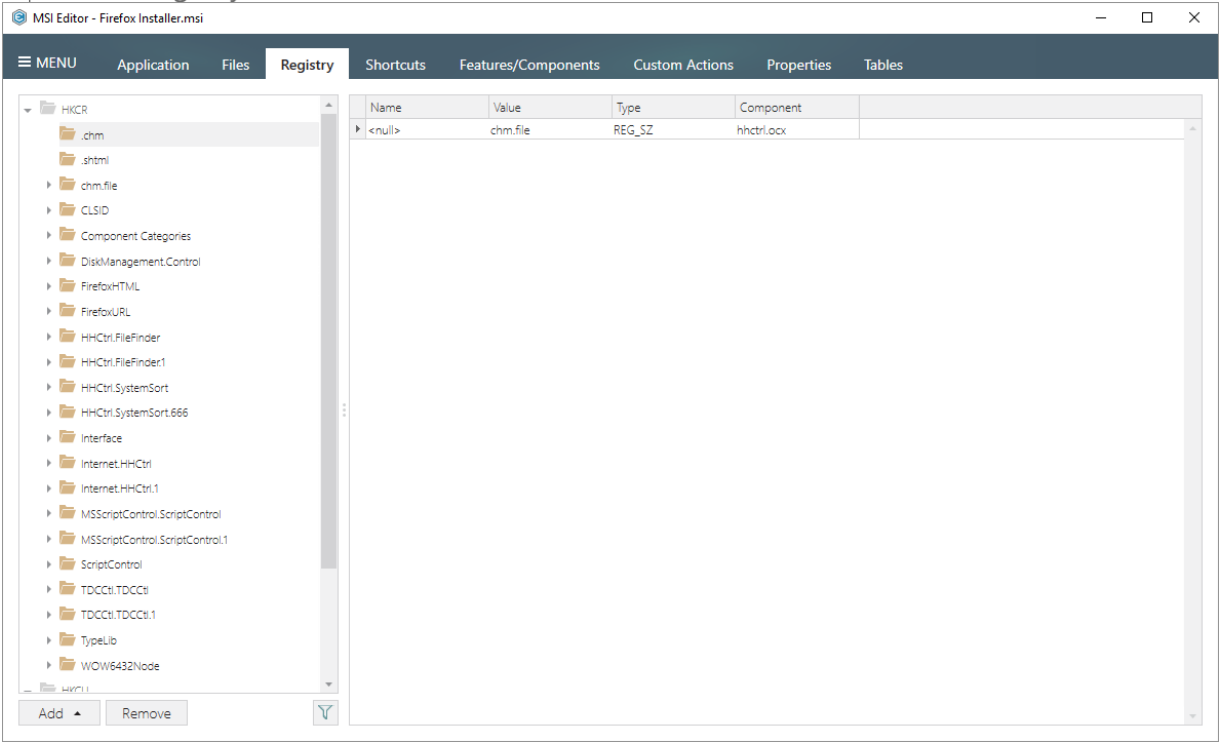 MSI Editor - Firefox Installer.msi
MENU Application Files Registry Shortcuts Features/Components Custom Actions Properties Tables
HKCR
.chm
.shtml
chm.file
CLSID
Component Categories
DiskManagement.Control
FirefoxHTML
FirefoxURL
HHCtrl.FileFinder
HHCtrl.FileFinder.1
HHCtrl.SystemSort
HHCtrl.SystemSort.666
Interface
Internet.HHCtrl
Internet.HHCtrl.1
MSScriptControl.ScriptControl
MSScriptControl.ScriptControl.1
ScriptControl
TDCCtl.TDCCtl
TDCCtl.TDCCtl.1
TypeLib
WOW6432Node
HKCU
Add Remove
Name Value Type Component
<null> chm.file REG_SZ hhctrl.ocx